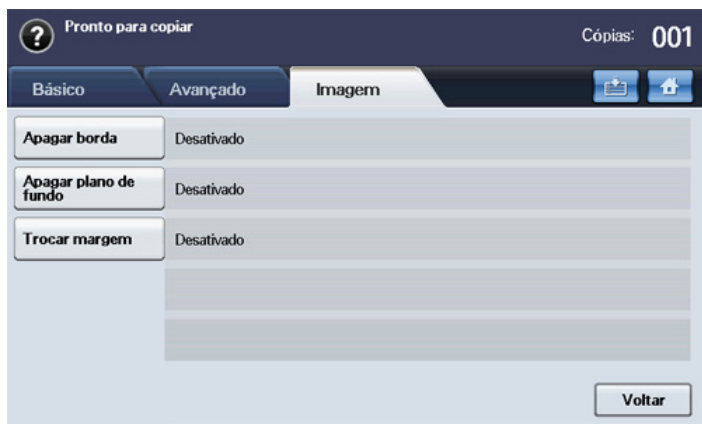 ? Pronto para copiar Cópias: 001
Básico Avançado Imagem
Apagar borda Desativado
Apagar plano de
fundo Desativado
Trocar margem Desativado
Voltar